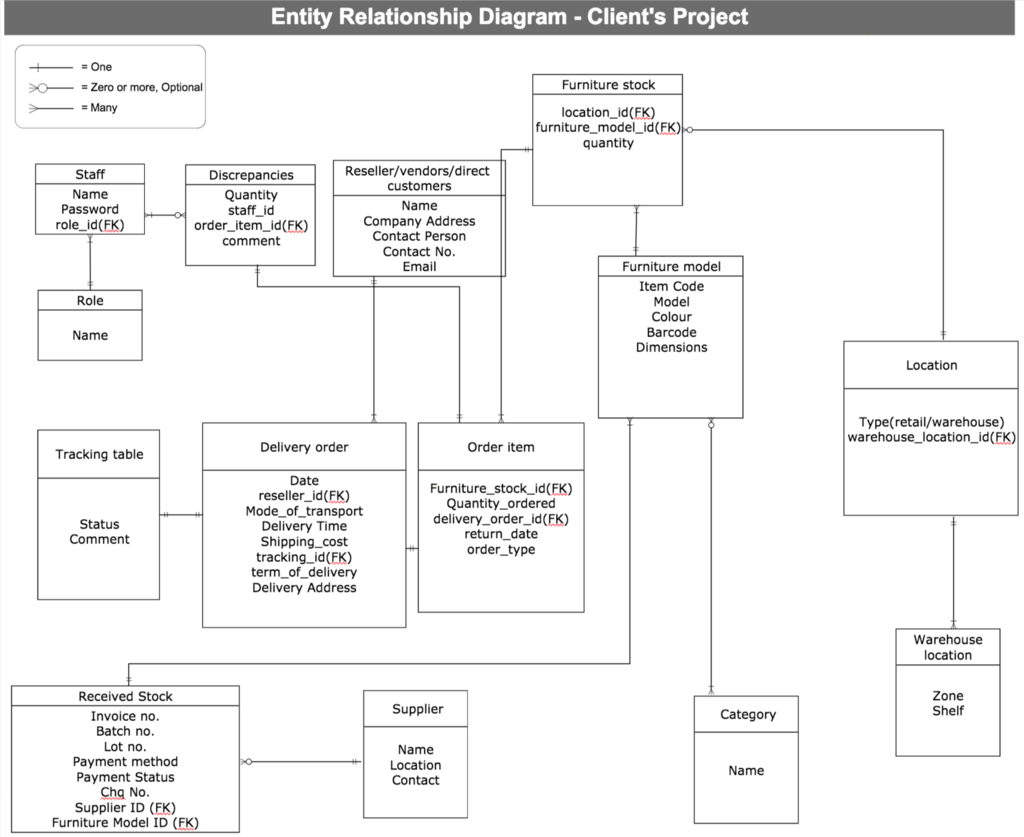 Entity Relationship Diagram - Client's Project
= One
= Zero or more, Optional
= Many
Furniture stock
location_id(FK)
furniture_model_id(FK)
quantity
Staff
Name
Password
role_id(FK)
Discrepancies
Quantity
staff_id
order_item_id(FK)
comment
Reseller/vendors/direct
customers
Name
Company Address
Contact Person
Contact No.
Email
Role
Name
Furniture model
Item Code
Model
Colour
Barcode
Dimensions
Location
Type(retail/warehouse)
warehouse_location_id(FK)
Tracking table
Status
Comment
Delivery order
Date
reseller_id(FK)
Mode_of_transport
Delivery Time
Shipping_cost
tracking_id(FK)
term_of_delivery
Delivery Address
Order item
Furniture_stock_id(FK)
Quantity_ordered
delivery_order_id(FK)
return_date
order_type
Warehouse
location
Zone
Shelf
Received Stock
Invoice no.
Batch no.
Lot no.
Payment method
Payment Status
Chq No.
Supplier ID (FK)
Furniture Model ID (FK)
Supplier
Name
Location
Contact
Category
Name